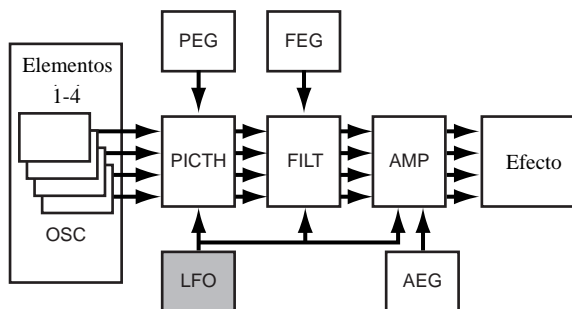 PEG
FEG
Elementos
1-4
PICTH
FILT
AMP
Efecto
OSC
LFO
AEG